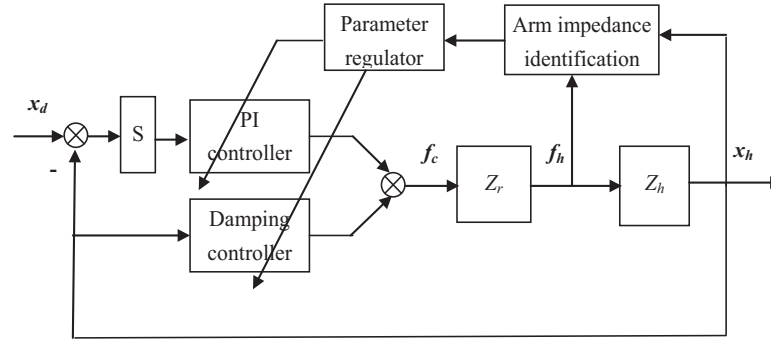 Parameter
regulator
Arm impedance
identification
x_d
S
PI
controller
f_c
Z_r
f_h
Z_h
x_h
-
Damping
controller